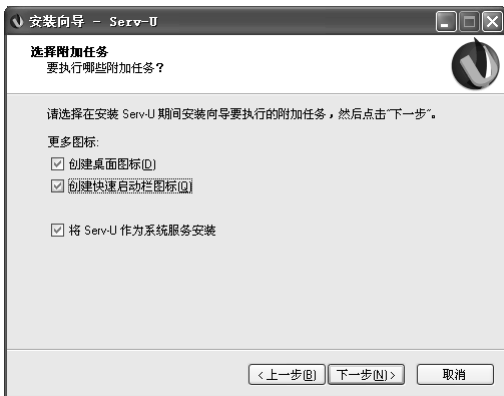 安装向导 - Serv-U
选择附加任务
要执行哪些附加任务?
请选择在安装 Serv-U 期间安装向导要执行的附加任务，然后点击“下一步”。
更多图标:
创建桌面图标(D)
创建快速启动栏图标(Q)
将 Serv-U 作为系统服务安装
<上一步(B) 下一步(N)> 取消